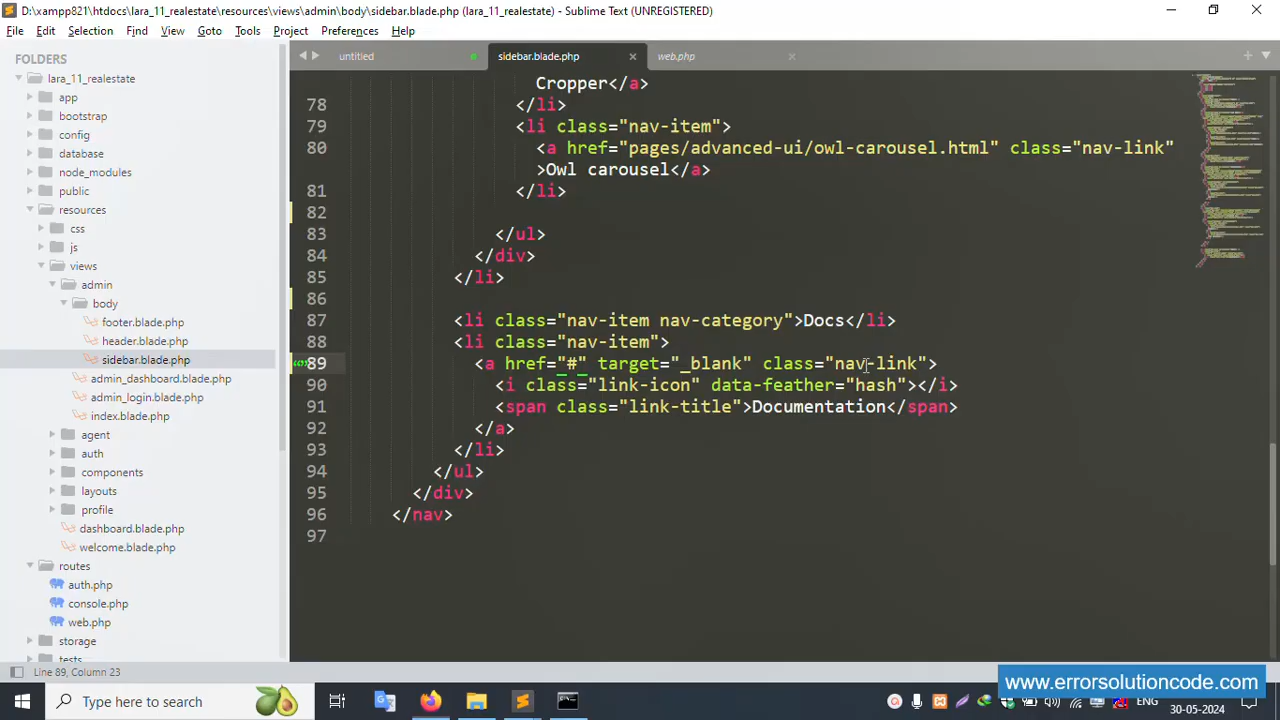 D:\xampp821\htdocs\lara_11_realestate\resources\views\admin\body\sidebar.blade.php (lara_11_realestate) - Sublime Text (UNREGISTERED)
File Edit Selection Find View Goto Tools Project Preferences Help
FOLDERS
lara_11_realestate
app
bootstrap
config
database
node_modules
public
resources
css
js
views
admin
body
footer.blade.php
header.blade.php
sidebar.blade.php
admin_dashboard.blade.php
admin_login.blade.php
index.blade.php
agent
auth
components
layouts
profile
dashboard.blade.php
welcome.blade.php
routes
auth.php
console.php
web.php
storage
tests
untitled sidebar.blade.php web.php
Cropper</a>
78 </li>
79 <li class="nav-item">
80 <a href="pages/advanced-ui/owl-carousel.html" class="nav-link"
>Owl carousel</a>
81 </li>
82
83 </ul>
84 </div>
85 </li>
86
87 <li class="nav-item nav-category">Docs</li>
88 <li class="nav-item">
89 <a href="#" target="_blank" class="nav-link">
90 <i class="link-icon" data-feather="hash"></i>
91 <span class="link-title">Documentation</span>
92 </a>
93 </li>
94 </ul>
95 </div>
96 </nav>
97
Line 89, Column 23
www.errorsolutioncode.com
Type here to search
ENG
30-05-2024